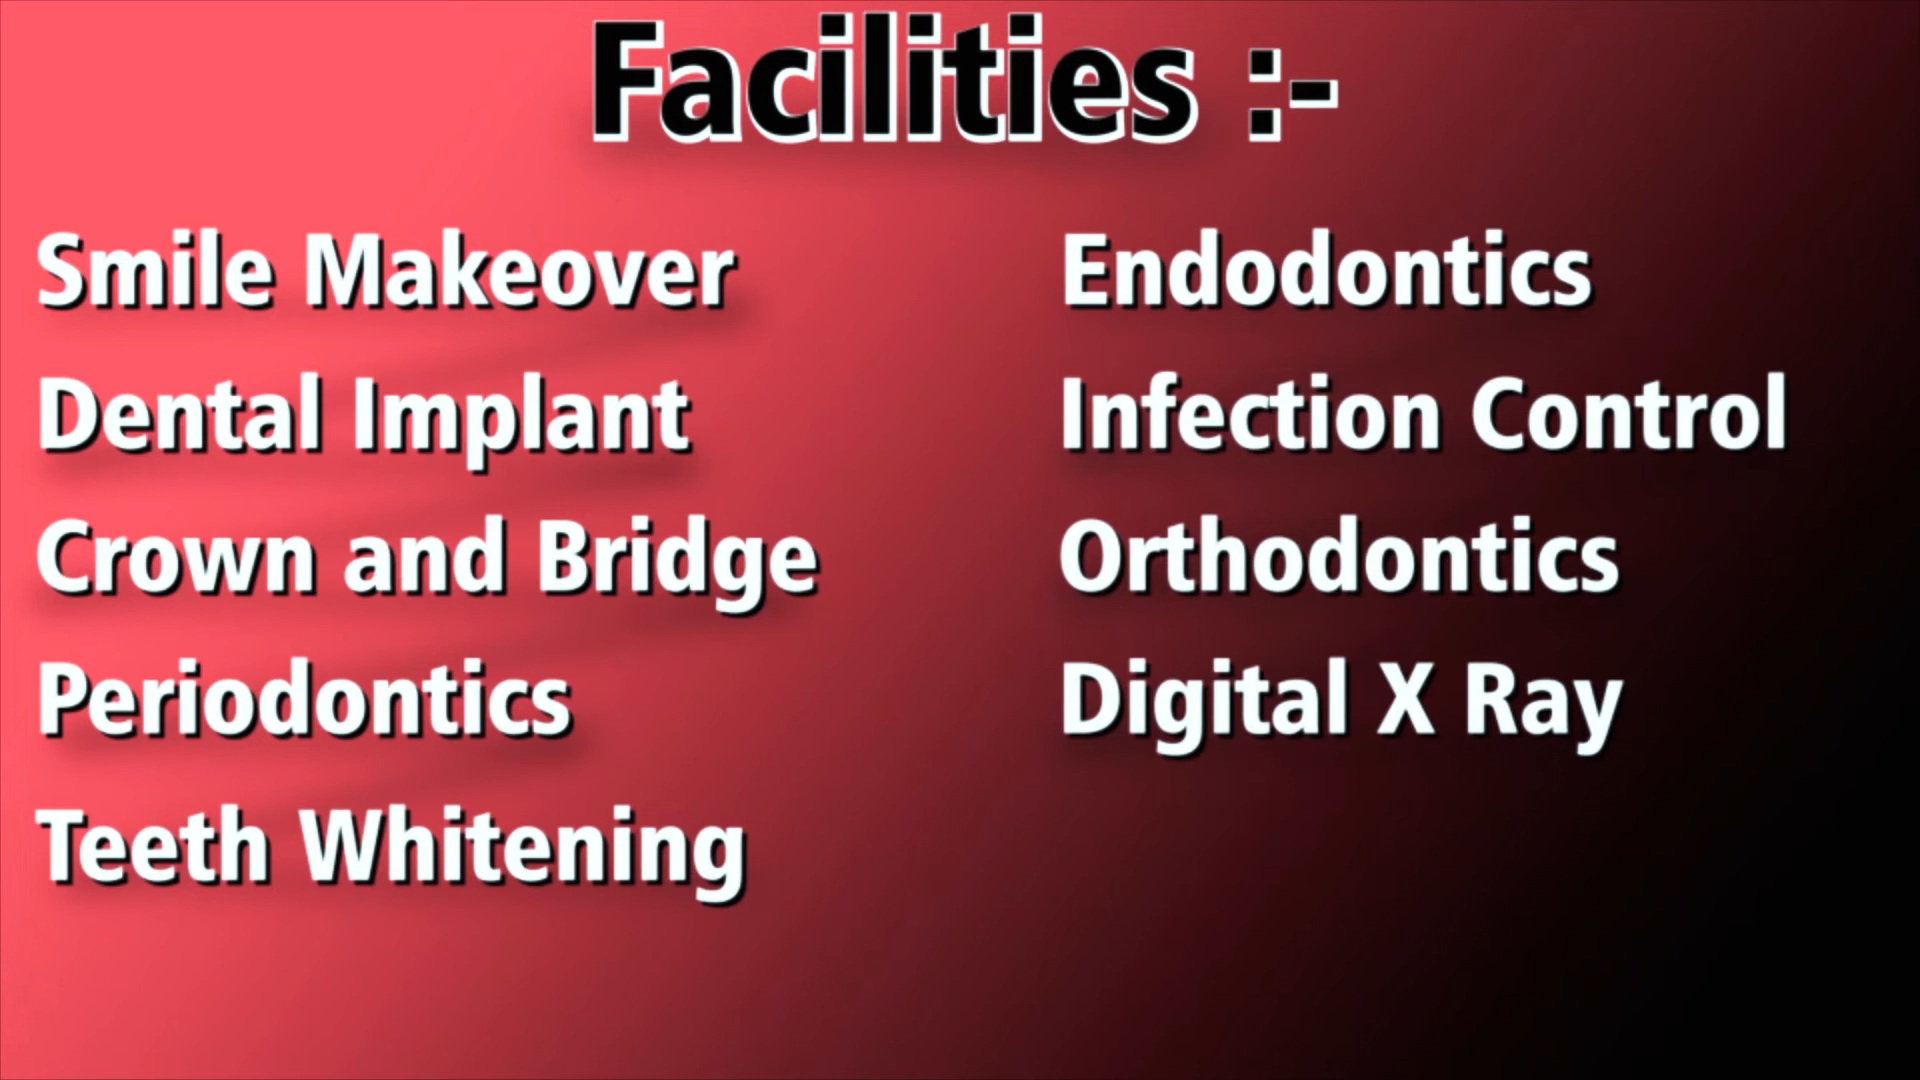 Facilities :-
Smile Makeover
Dental Implant
Crown and Bridge
Periodontics
Teeth Whitening
Endodontics
Infection Control
Orthodontics
Digital X Ray